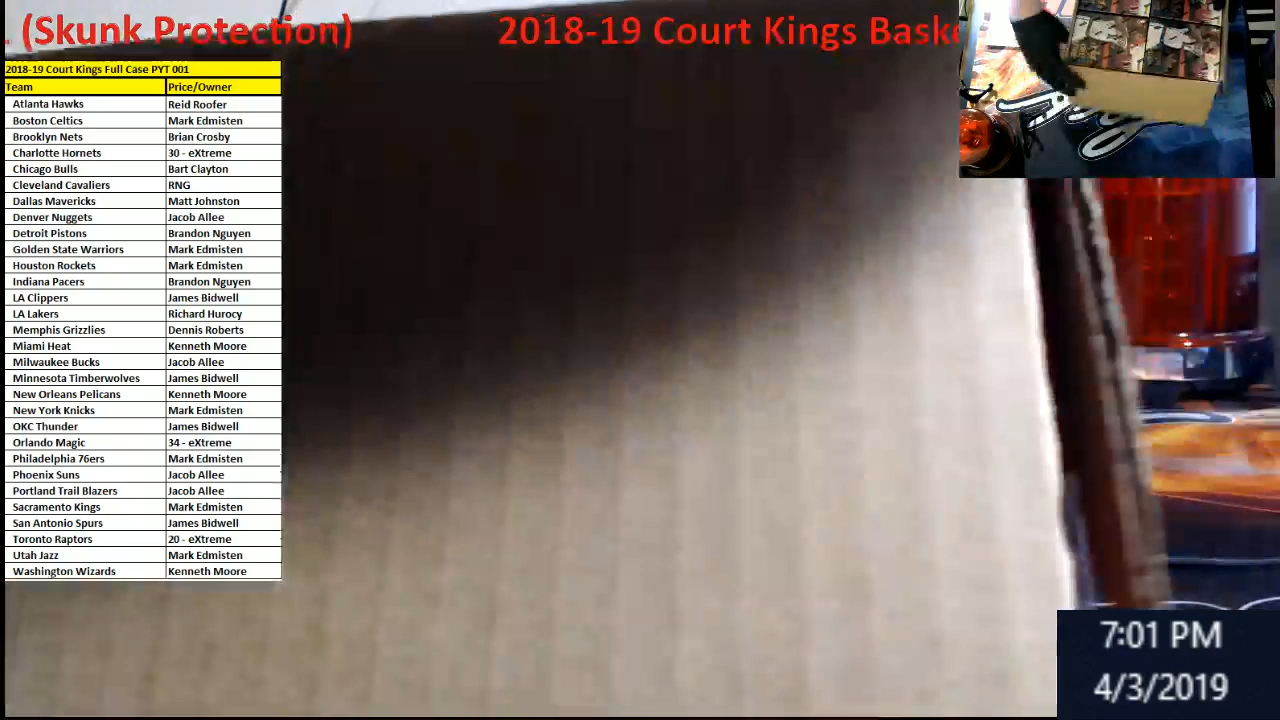 . (Skunk Protection) 2018-19 Court Kings Baske
2018-19 Court Kings Full Case PYT 001
Team Price/Owner
Atlanta Hawks Reid Roofer
Boston Celtics Mark Edmisten
Brooklyn Nets Brian Crosby
Charlotte Hornets 30 - eXtreme
Chicago Bulls Bart Clayton
Cleveland Cavaliers RNG
Dallas Mavericks Matt Johnston
Denver Nuggets Jacob Allee
Detroit Pistons Brandon Nguyen
Golden State Warriors Mark Edmisten
Houston Rockets Mark Edmisten
Indiana Pacers Brandon Nguyen
LA Clippers James Bidwell
LA Lakers Richard Hurocy
Memphis Grizzlies Dennis Roberts
Miami Heat Kenneth Moore
Milwaukee Bucks Jacob Allee
Minnesota Timberwolves James Bidwell
New Orleans Pelicans Kenneth Moore
New York Knicks Mark Edmisten
OKC Thunder James Bidwell
Orlando Magic 34 - eXtreme
Philadelphia 76ers Mark Edmisten
Phoenix Suns Jacob Allee
Portland Trail Blazers Jacob Allee
Sacramento Kings Mark Edmisten
San Antonio Spurs James Bidwell
Toronto Raptors 20 - eXtreme
Utah Jazz Mark Edmisten
Washington Wizards Kenneth Moore
7:01 PM
4/3/2019